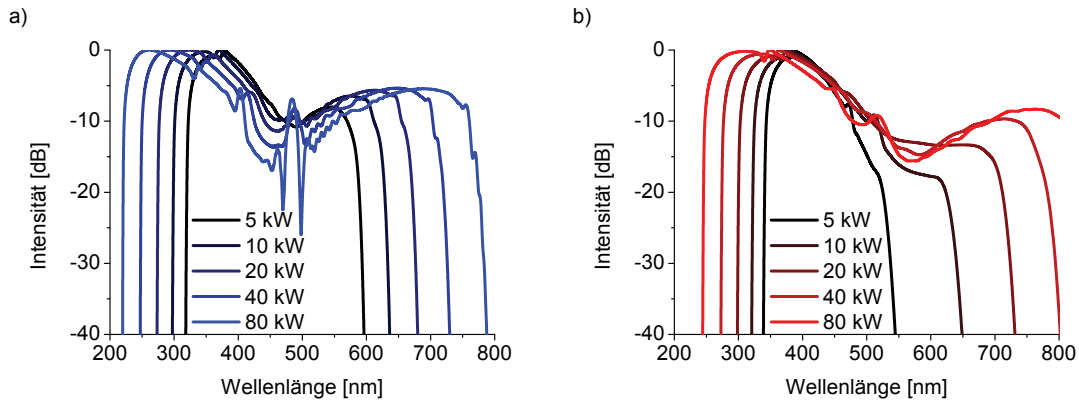 a)
0
-10
-20
-30
-40
Intensität [dB]
5 kW
10 kW
20 kW
40 kW
80 kW
200 300 400 500 600 700 800
Wellenlänge [nm]
b)
0
-10
-20
-30
-40
Intensität [dB]
5 kW
10 kW
20 kW
40 kW
80 kW
200 300 400 500 600 700 800
Wellenlänge [nm]